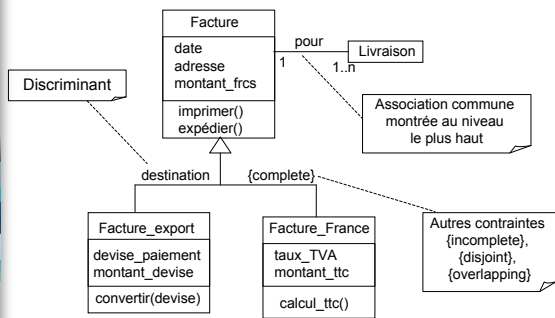 Facture
date
adresse
montant_frcs
imprimer()
expédier()
pour
1
1..n
Livraison
Discriminant
Association commune
montrée au niveau
le plus haut
destination
{complete}
Facture_export
devise_paiement
montant_devise
convertir(devise)
Facture_France
taux_TVA
montant_ttc
calcul_ttc()
Autres contraintes
{incomplete},
{disjoint},
{overlapping}